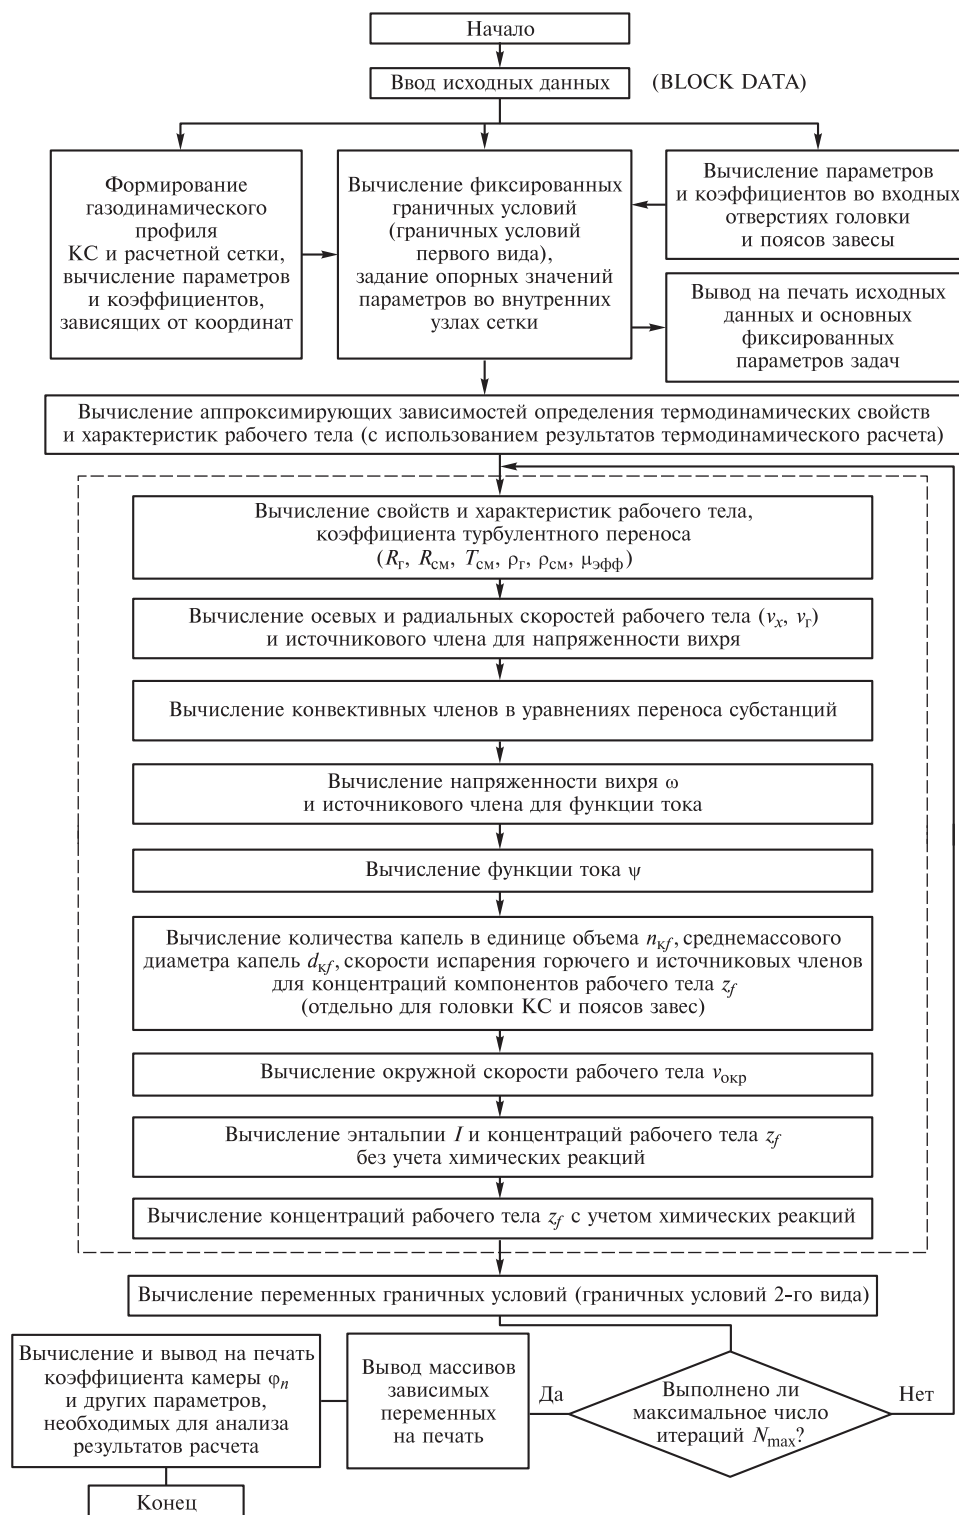 Начало
Ввод исходных данных
(BLOCK DATA)
Формирование
газодинамического
профиля
КС и расчетной сетки,
вычисление параметров
и коэффициентов,
зависящих от координат
Вычисление фиксированных
граничных условий
(граничных условий
первого вида),
задание опорных значений
параметров во внутренних
узлах сетки
Вычисление параметров
и коэффициентов во входных
отверстиях головки
и поясов завесы
Вывод на печать исходных
данных и основных
фиксированных
параметров задач
Вычисление аппроксимирующих зависимостей определения термодинамических свойств
и характеристик рабочего тела (с использованием результатов термодинамического расчета)
Вычисление свойств и характеристик рабочего тела,
коэффициента турбулентного переноса
(R_г, R_см, T_см, ρ_г, ρ_см, μ_эфф)
Вычисление осевых и радиальных скоростей рабочего тела (v_x, v_г)
и источникового члена для напряженности вихря
Вычисление конвективных членов в уравнениях переноса субстанций
Вычисление напряженности вихря ω
и источникового члена для функции тока
Вычисление функции тока ψ
Вычисление количества капель в единице объема n_кf, среднемассового
диаметра капель d_кf, скорости испарения горючего и источниковых членов
для концентраций компонентов рабочего тела z_f
(отдельно для головки КС и поясов завес)
Вычисление окружной скорости рабочего тела v_окр
Вычисление энтальпии I и концентраций рабочего тела z_f
без учета химических реакций
Вычисление концентраций рабочего тела z_f с учетом химических реакций
Вычисление переменных граничных условий (граничных условий 2-го вида)
Вычисление и вывод на печать
коэффициента камеры φ_n
и других параметров,
необходимых для анализа
результатов расчета
Вывод массивов
зависимых
переменных
на печать
Да
Выполнено ли
максимальное число
итераций N_max?
Нет
Конец